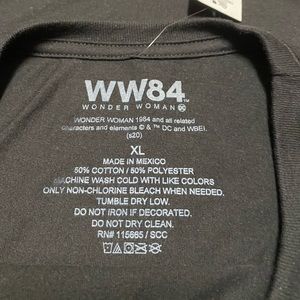 WW84™
WONDER WOMAN
WONDER WOMAN 1984 and all related
characters and elements © & ™ DC and WBEI.
(s20)
XL
MADE IN MEXICO
50% COTTON / 50% POLYESTER
MACHINE WASH COLD WITH LIKE COLORS
ONLY NON-CHLORINE BLEACH WHEN NEEDED.
TUMBLE DRY LOW.
DO NOT IRON IF DECORATED.
DO NOT DRY CLEAN.
RN# 115665 / SCC